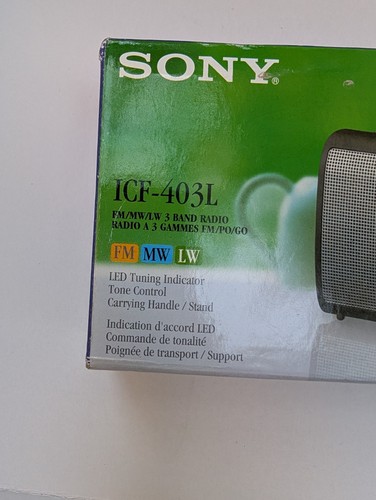 SONY®
ICF-403L
FM/MW/LW 3 BAND RADIO
RADIO A 3 GAMMES FM/PO/GO
FM MW LW
LED Tuning Indicator
Tone Control
Carrying Handle / Stand
Indication d'accord LED
Commande de tonalité
Poignée de transport / Support